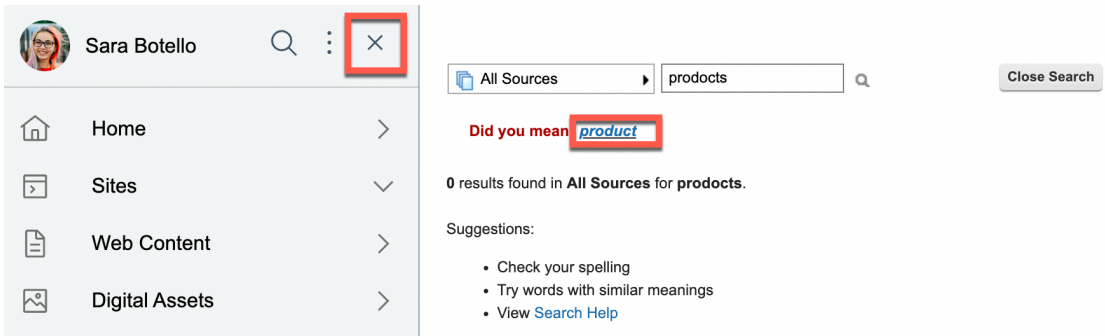 Sara Botello
Home
Sites
Web Content
Digital Assets
All Sources
prodocts
Close Search
Did you mean product
0 results found in All Sources for prodocts.
Suggestions:
Check your spelling
Try words with similar meanings
View Search Help